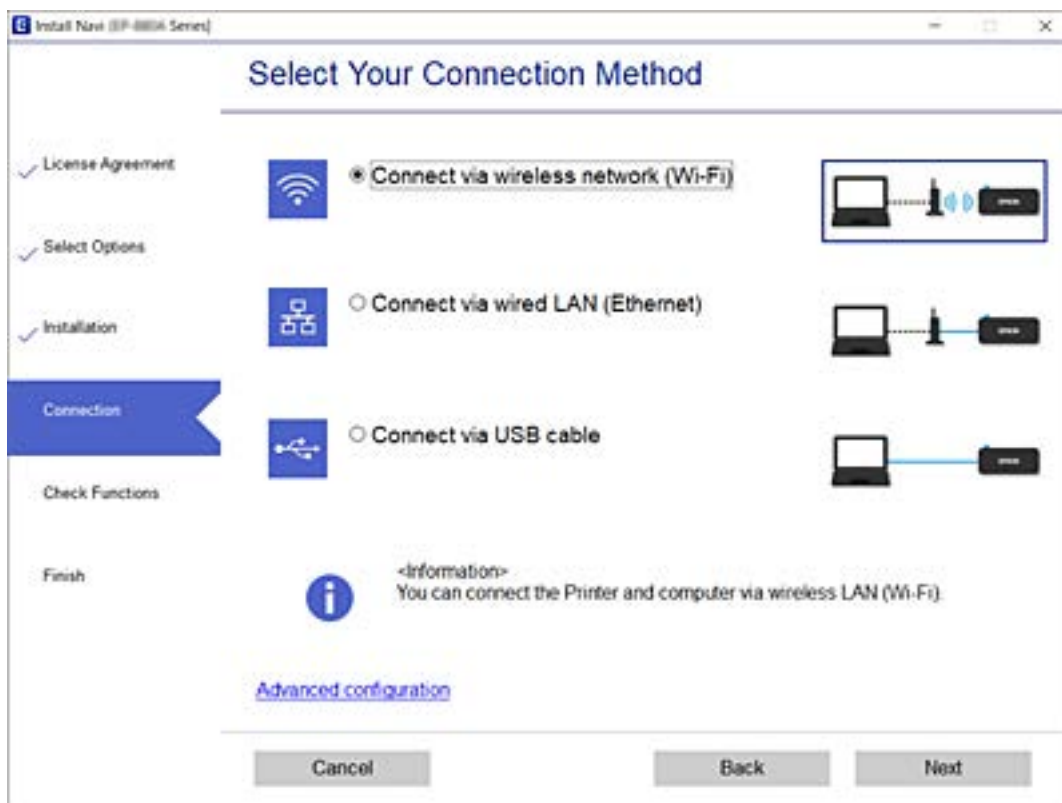 Install Navi Series]
Select Your Connection Method
License Agreement
Select Options
Installation
Connection
Check Functions
Finish
Connect via wireless network (Wi-Fi)
Connect via wired LAN (Ethernet)
Connect via USB cable
<Information>
You can connect the Printer and computer via wireless LAN (Wi-Fi).
Advanced configuration
Cancel
Back
Next